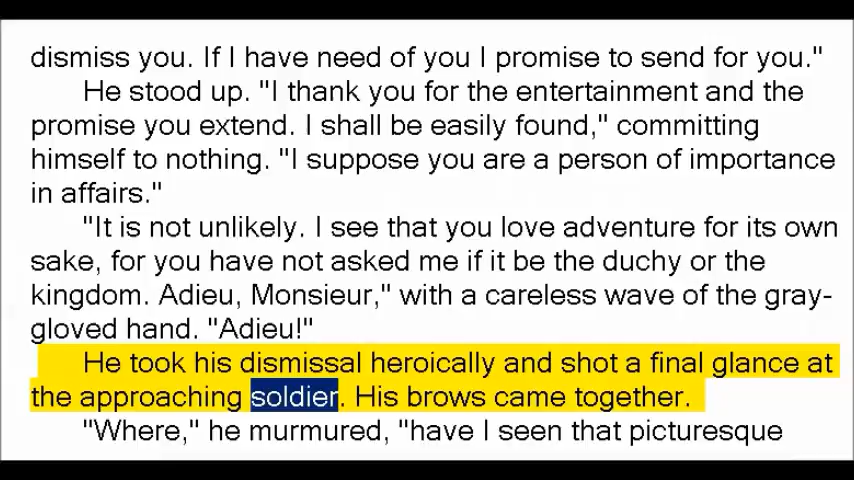 dismiss you. If I have need of you I promise to send for you."
He stood up. "I thank you for the entertainment and the
promise you extend. I shall be easily found," committing
himself to nothing. "I suppose you are a person of importance
in affairs."
"It is not unlikely. I see that you love adventure for its own
sake, for you have not asked me if it be the duchy or the
kingdom. Adieu, Monsieur," with a careless wave of the gray-
gloved hand. "Adieu!"
He took his dismissal heroically and shot a final glance at
the approaching soldier. His brows came together.
"Where," he murmured, "have I seen that picturesque